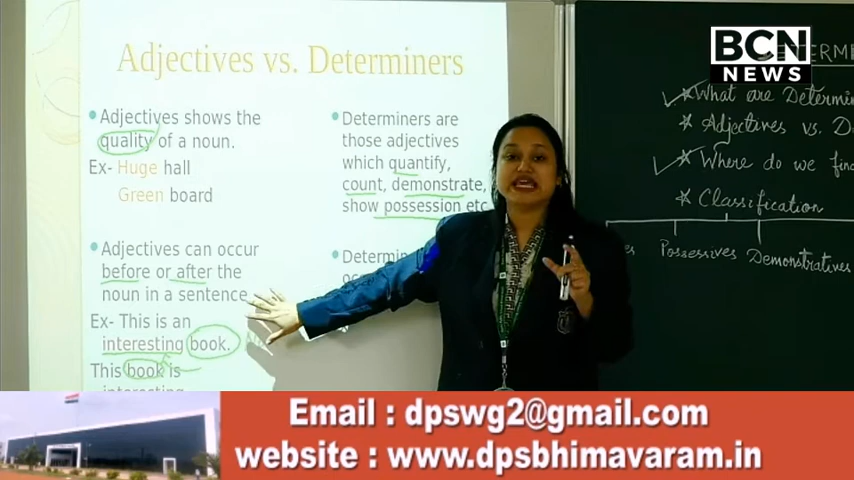 BCN
NEWS
Adjectives vs. Determiners
Adjectives shows the
quality of a noun.
Ex- Huge hall
Green board
Adjectives can occur
before or after the
noun in a sentence
Ex- This is an
interesting book.
This book is
interesting
Determiners are
those adjectives
which quantify,
count, demonstrate,
show possession etc
What are
Adjectives vs.
Where do we
Classification
Possessives Demonstratives
Email : dpswg2@gmail.com
website : www.dpsbhimavaram.in